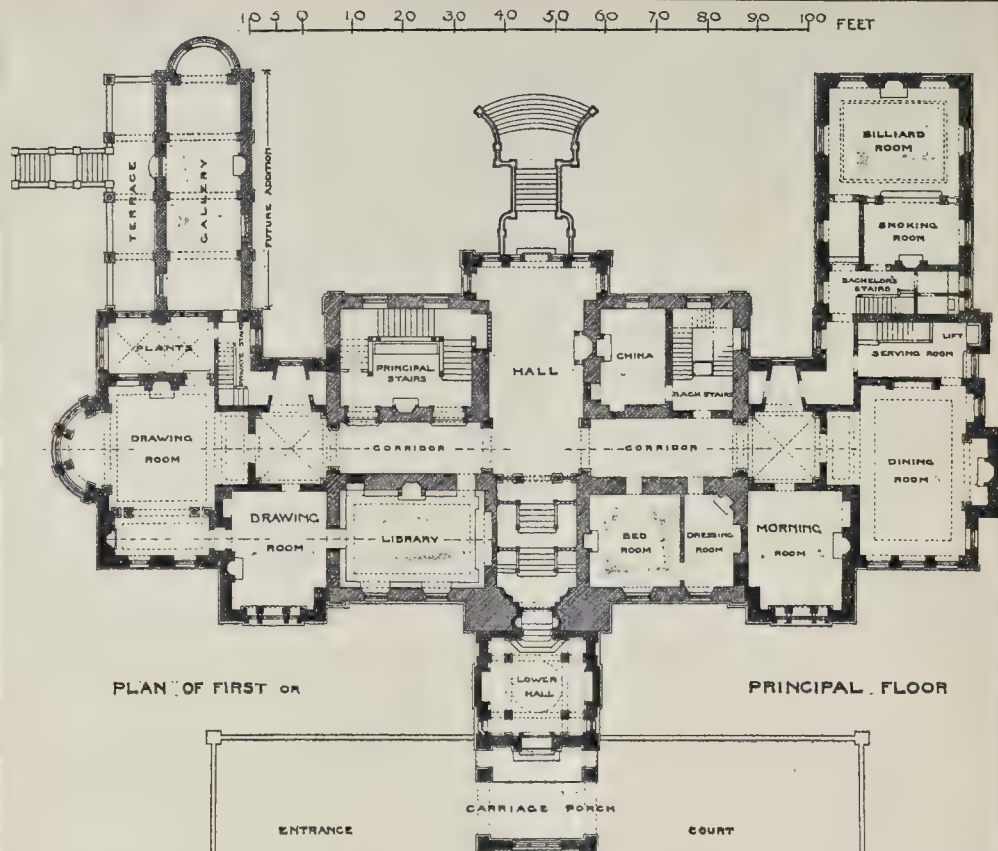 10 5 0 10 20 30 40 50 60 70 80 90 100 FEET
TERRACE
GALLERY
FUTURE ADDITION
BILLIARD
ROOM
SMOKING
ROOM
BACHELOR'S
STAIRS
PLANTS
PRIVATE STAIRS
PRINCIPAL
STAIRS
HALL
CHINA
BACK STAIRS
LIFT
SERVING ROOM
DRAWING
ROOM
CORRIDOR
CORRIDOR
DINING
ROOM
DRAWING
ROOM
LIBRARY
BED
ROOM
DRESSING
ROOM
MORNING
ROOM
PLAN OF FIRST OR
LOWER
HALL
PRINCIPAL FLOOR
CARRIAGE PORCH
ENTRANCE
COURT